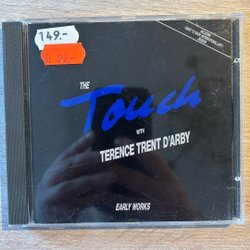 149.-
THE
Touch
WITH
TERENCE TRENT D'ARBY
EARLY WORKS